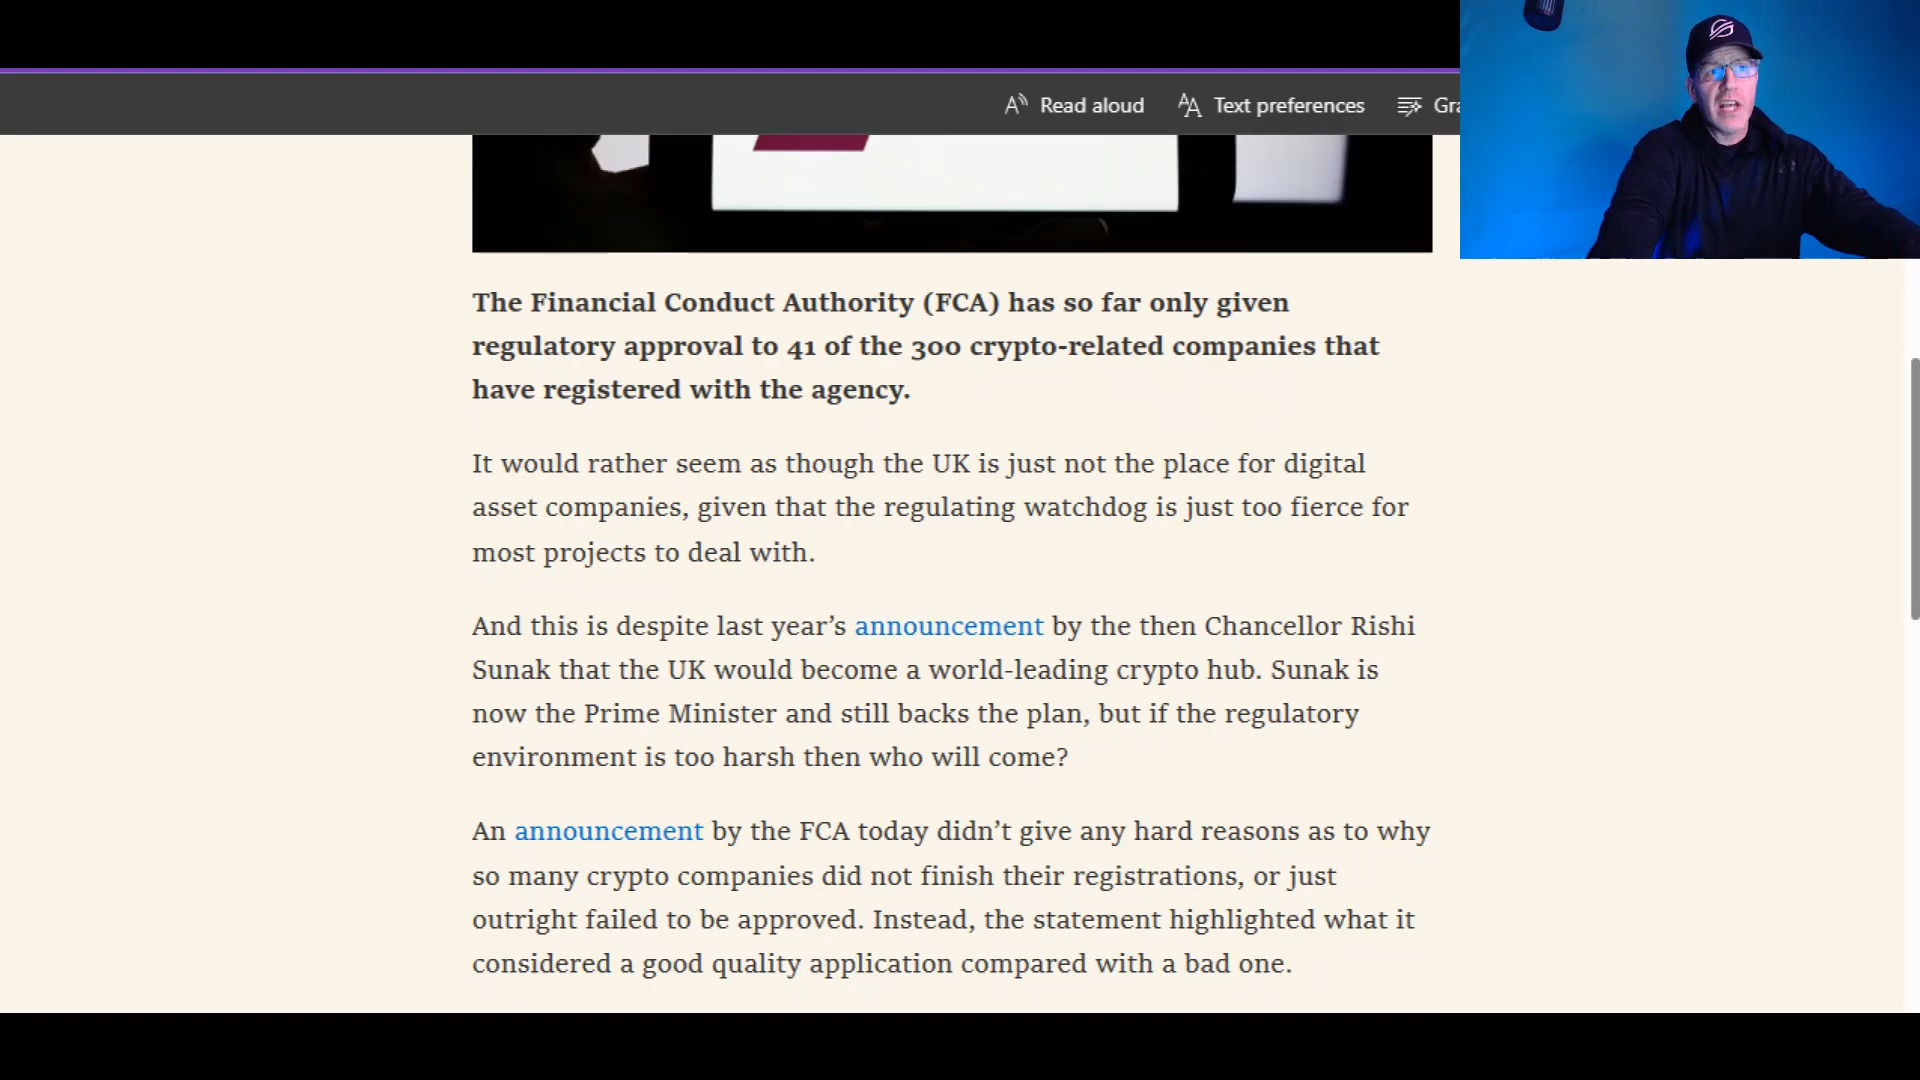 Read aloud
Text preferences
Gra
The Financial Conduct Authority (FCA) has so far only given
regulatory approval to 41 of the 300 crypto-related companies that
have registered with the agency.
It would rather seem as though the UK is just not the place for digital
asset companies, given that the regulating watchdog is just too fierce for
most projects to deal with.
And this is despite last year’s announcement by the then Chancellor Rishi
Sunak that the UK would become a world-leading crypto hub. Sunak is
now the Prime Minister and still backs the plan, but if the regulatory
environment is too harsh then who will come?
An announcement by the FCA today didn’t give any hard reasons as to why
so many crypto companies did not finish their registrations, or just
outright failed to be approved. Instead, the statement highlighted what it
considered a good quality application compared with a bad one.